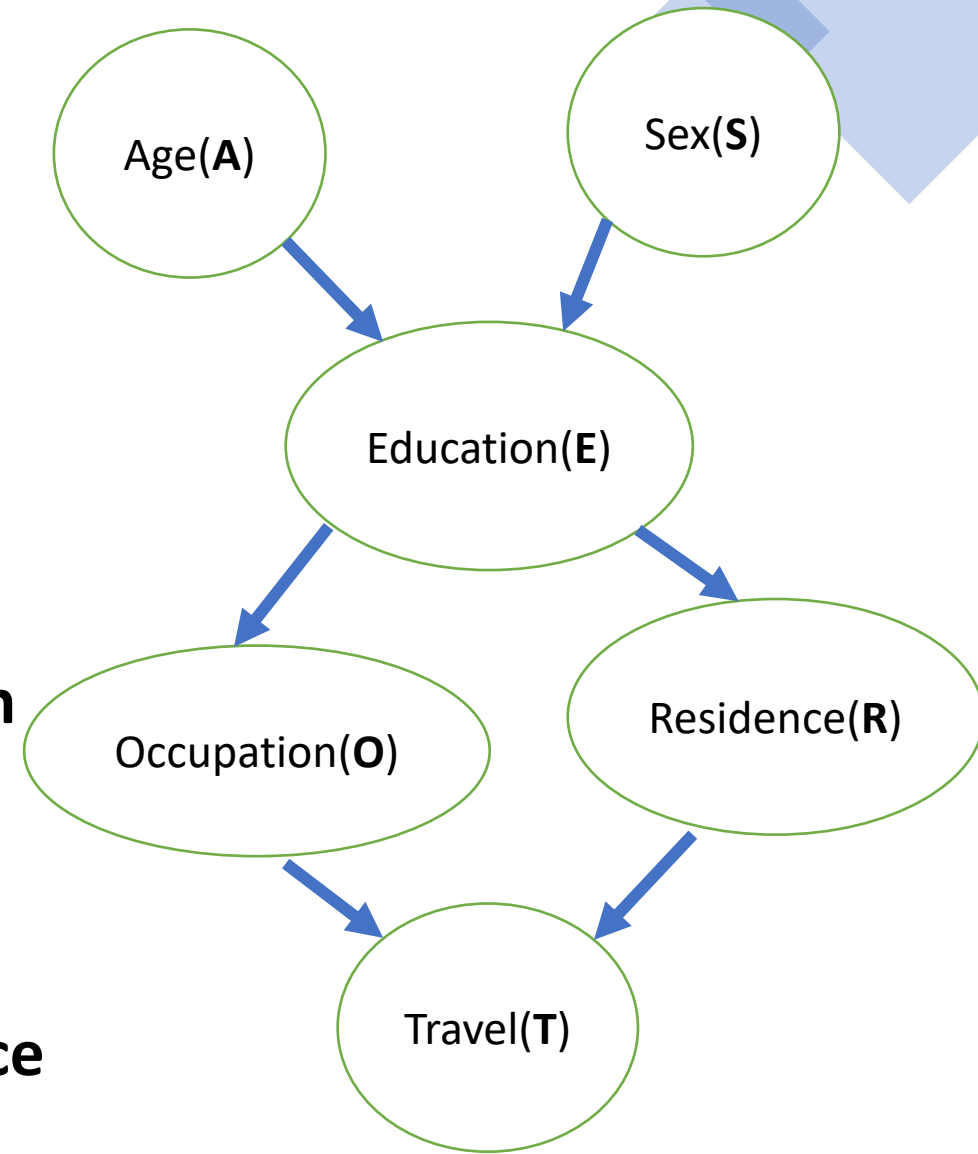 Age(A)
Sex(S)
Education(E)
Residence(R)
Occupation(O)
Travel(T)